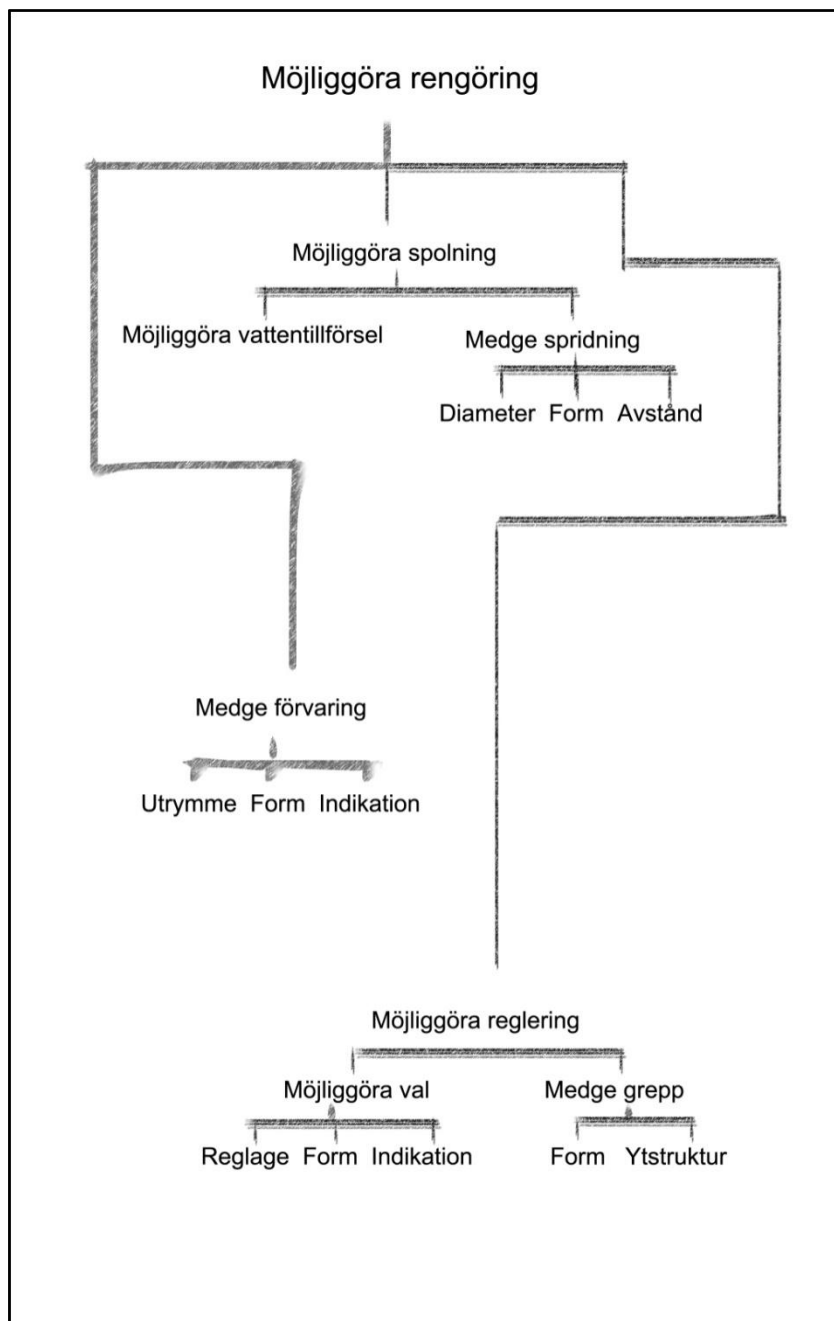 Möjliggöra rengöring
Möjliggöra spolning
Möjliggöra vattentillförsel
Medge spridning
Diameter Form Avstånd
Medge förvaring
Utrymme Form Indikation
Möjliggöra reglering
Möjliggöra val Medge grepp
Reglage Form Indikation Form Ytstruktur